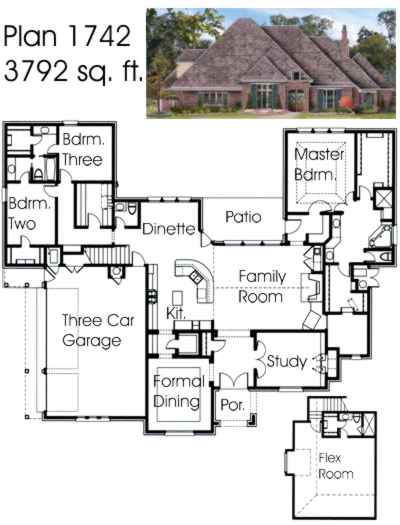 Plan 1742
3792 sq. ft.
Bdrm.
Three
Master
Bdrm.
Bdrm.
Two
Dinette
Patio
Family
Room
Kit.
Three Car
Garage
Study
Formal
Dining
Por.
Flex
Room